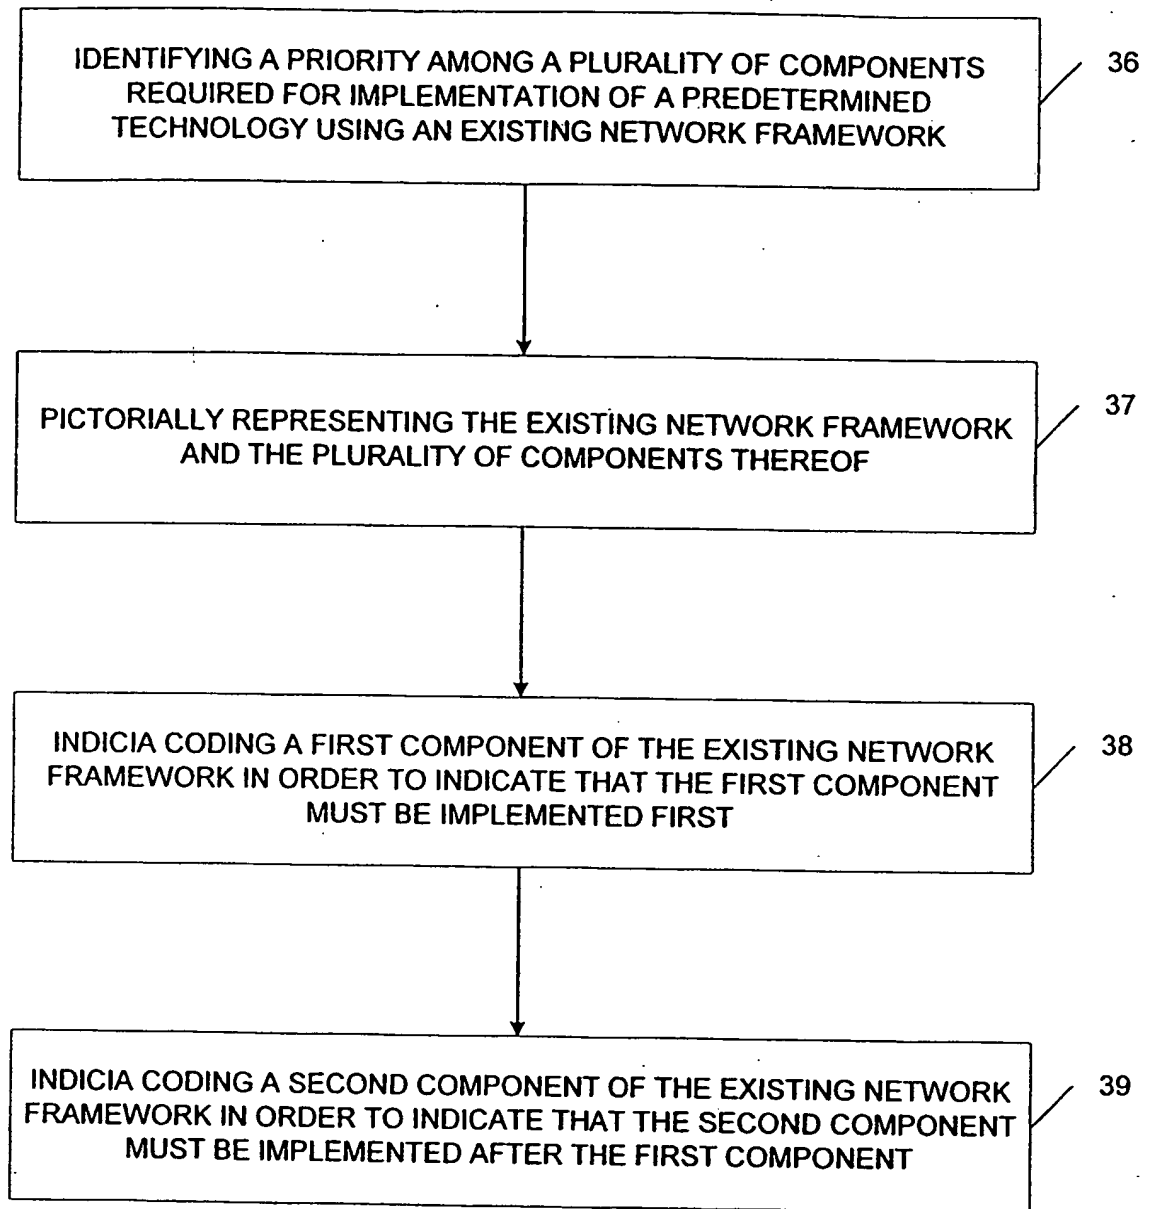 IDENTIFYING A PRIORITY AMONG A PLURALITY OF COMPONENTS
REQUIRED FOR IMPLEMENTATION OF A PREDETERMINED
TECHNOLOGY USING AN EXISTING NETWORK FRAMEWORK
36
PICTORIALLY REPRESENTING THE EXISTING NETWORK FRAMEWORK
AND THE PLURALITY OF COMPONENTS THEREOF
37
INDICIA CODING A FIRST COMPONENT OF THE EXISTING NETWORK
FRAMEWORK IN ORDER TO INDICATE THAT THE FIRST COMPONENT
MUST BE IMPLEMENTED FIRST
38
INDICIA CODING A SECOND COMPONENT OF THE EXISTING NETWORK
FRAMEWORK IN ORDER TO INDICATE THAT THE SECOND COMPONENT
MUST BE IMPLEMENTED AFTER THE FIRST COMPONENT
39